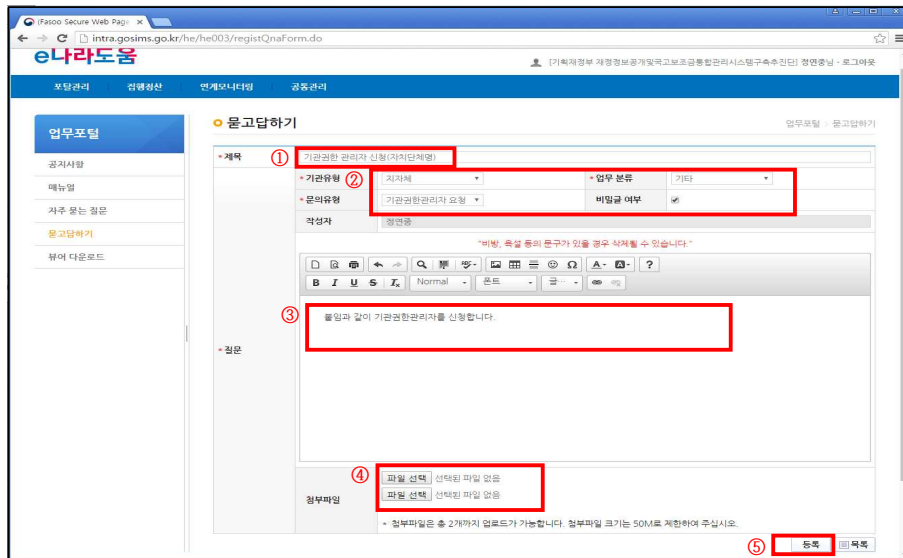 (Fasoo Secure Web Page
intra.gosims.go.kr/he/he003/registQnaForm.do
e나라도움
[기획재정부 재정정보공개및국고보조금통합관리시스템구축추진단] 정연종님 - 로그아웃
포탈관리 집행정산 연계모니터링 공통관리
업무포털
공지사항
매뉴얼
자주 묻는 질문
묻고답하기
뷰어 다운로드
묻고답하기
업무포털 > 묻고답하기
* 제목 ① 기관권한 관리자 신청(자치단체명)
* 기관유형 ② 지자체 * 업무 분류 기타
* 문의유형 기관권한관리자 요청 비밀글 여부
작성자 정연종
"비방, 욕설 등의 문구가 있을 경우 삭제될 수 있습니다."
B I U S Ix Normal 폰트 글…
③ 붙임과 같이 기관권한관리자를 신청합니다.
* 질문
④ 파일 선택 선택된 파일 없음
파일 선택 선택된 파일 없음
첨부파일
* 첨부파일은 총 2개까지 업로드가 가능합니다. 첨부파일 크기는 50M로 제한하여 주십시오.
⑤ 등록 목록